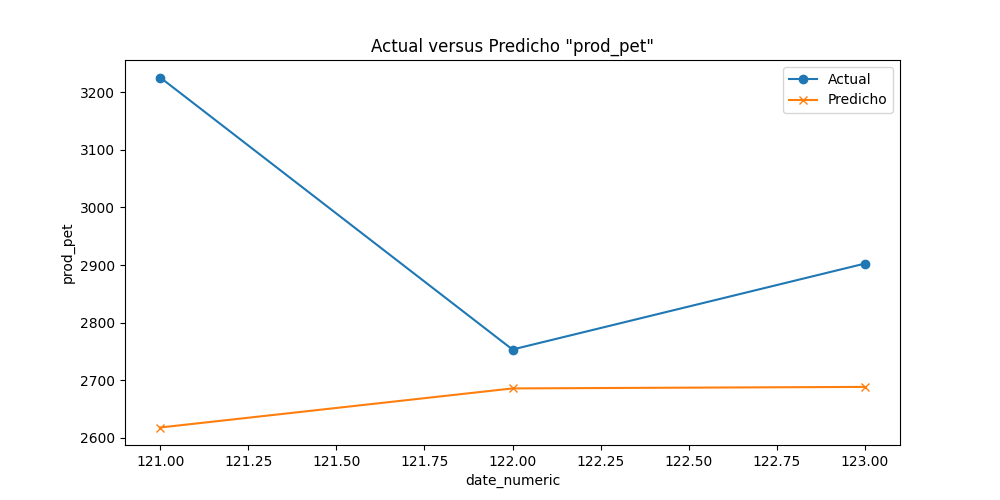 Actual versus Predicho "prod_pet"
Actual
Predicho
3200
3100
3000
2900
2800
2700
2600
prod_pet
121.00 121.25 121.50 121.75 122.00 122.25 122.50 122.75 123.00
date_numeric